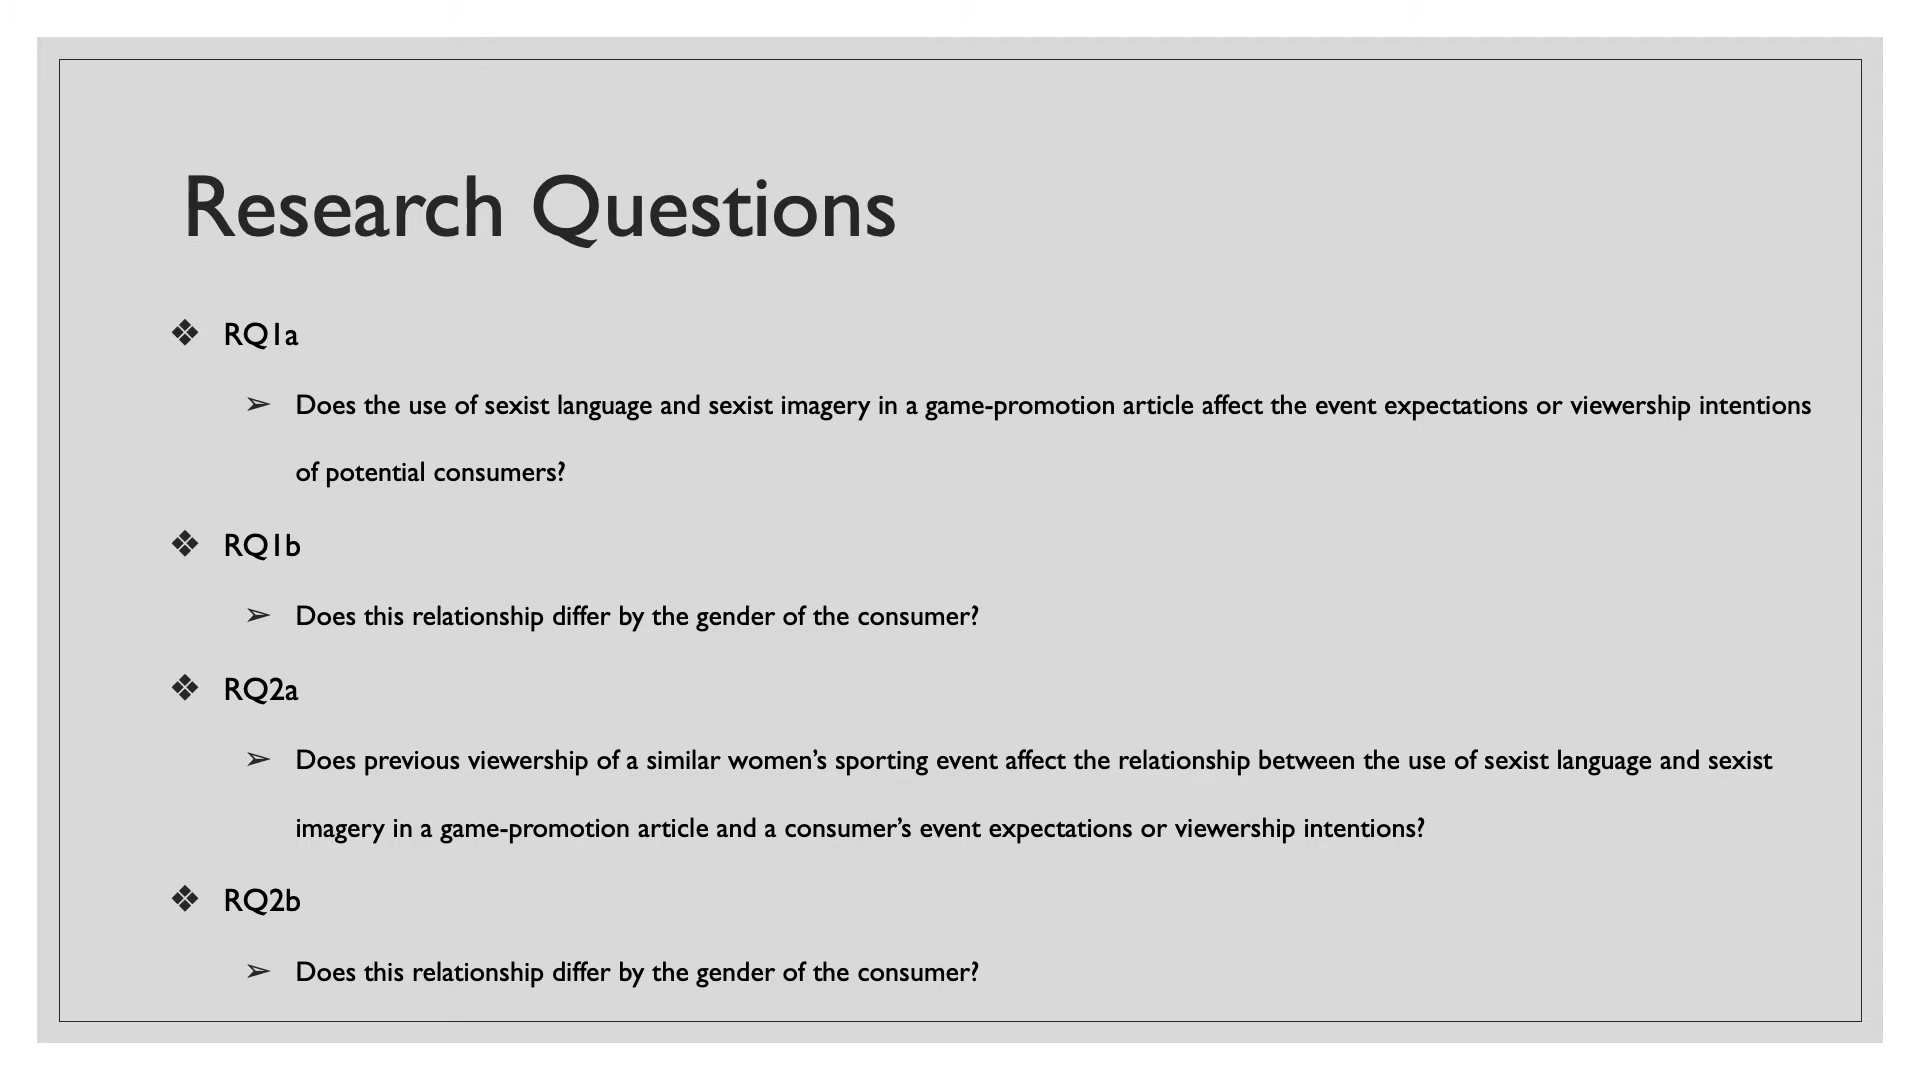 Research Questions
❖ RQ1a
➢ Does the use of sexist language and sexist imagery in a game-promotion article affect the event expectations or viewership intentions
of potential consumers?
❖ RQ1b
➢ Does this relationship differ by the gender of the consumer?
❖ RQ2a
➢ Does previous viewership of a similar women’s sporting event affect the relationship between the use of sexist language and sexist
imagery in a game-promotion article and a consumer’s event expectations or viewership intentions?
❖ RQ2b
➢ Does this relationship differ by the gender of the consumer?